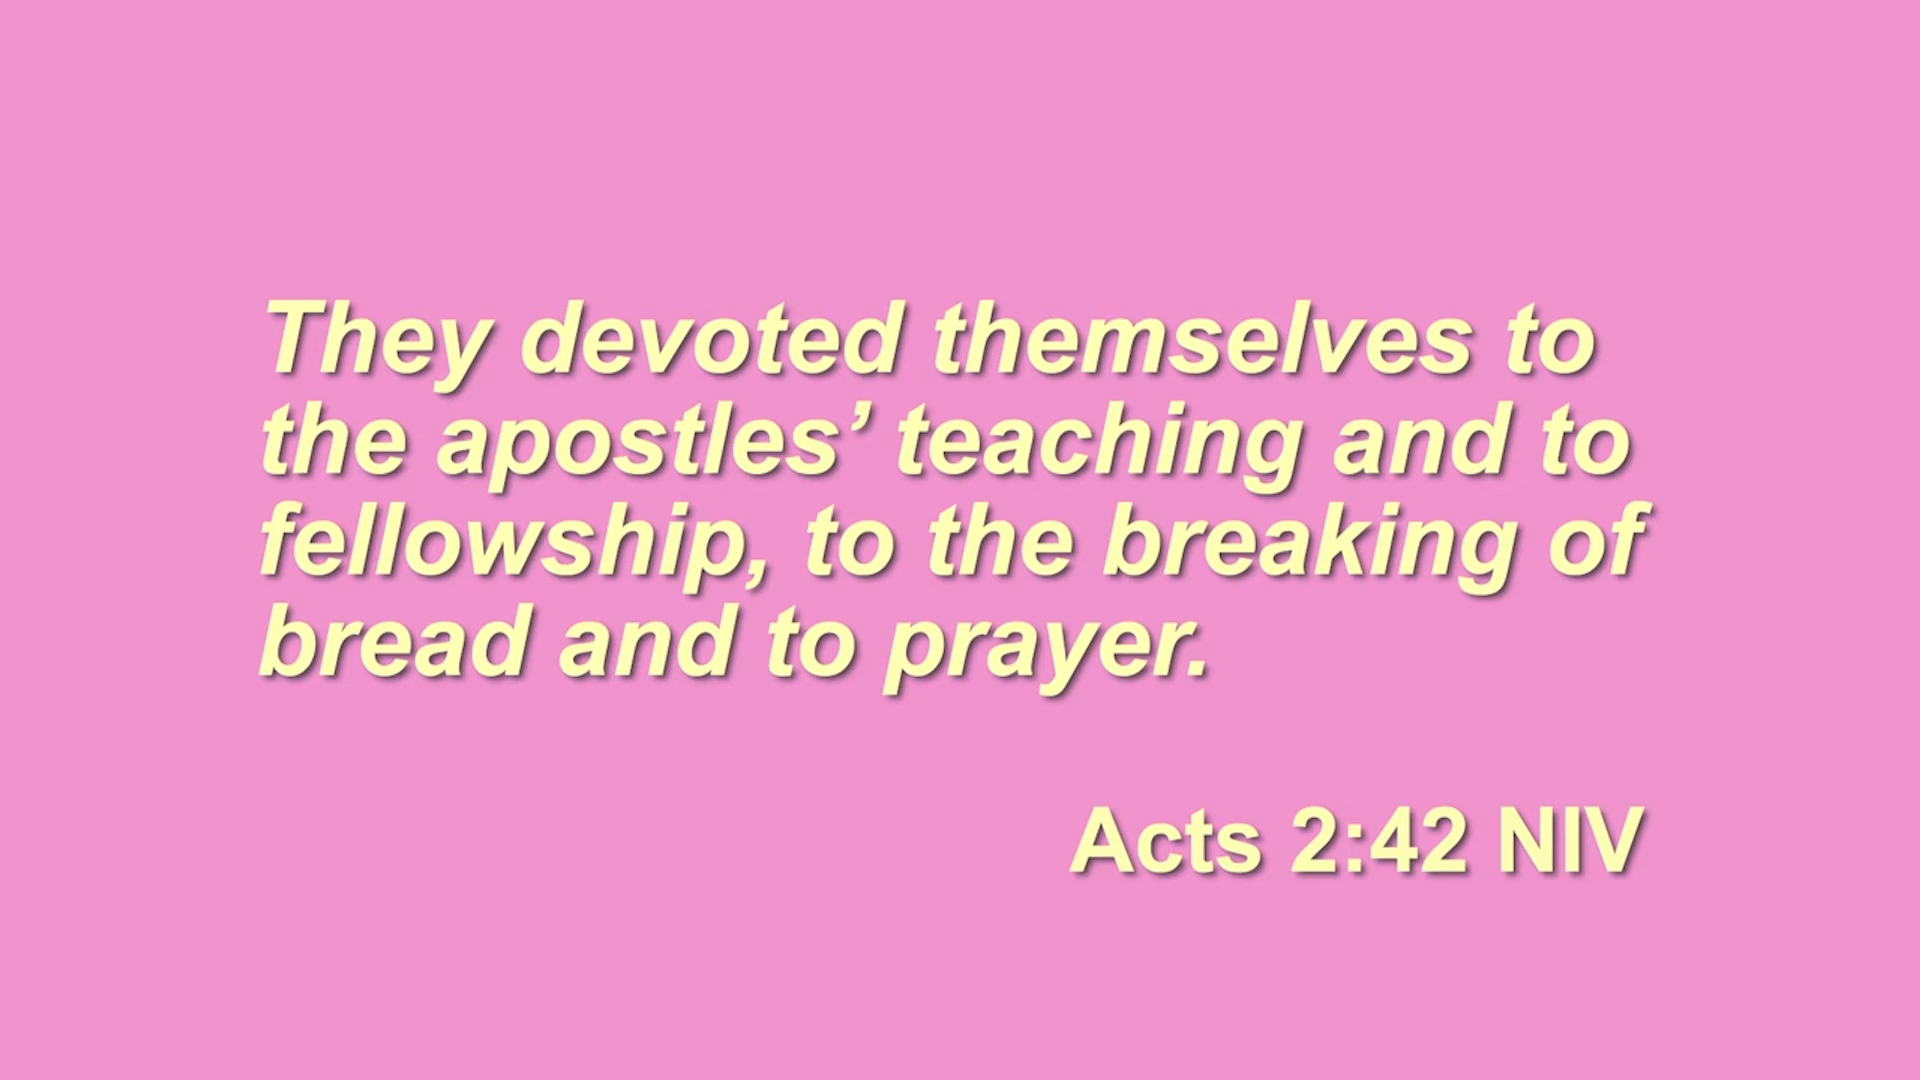 They devoted themselves to
the apostles’ teaching and to
fellowship, to the breaking of
bread and to prayer.
Acts 2:42 NIV